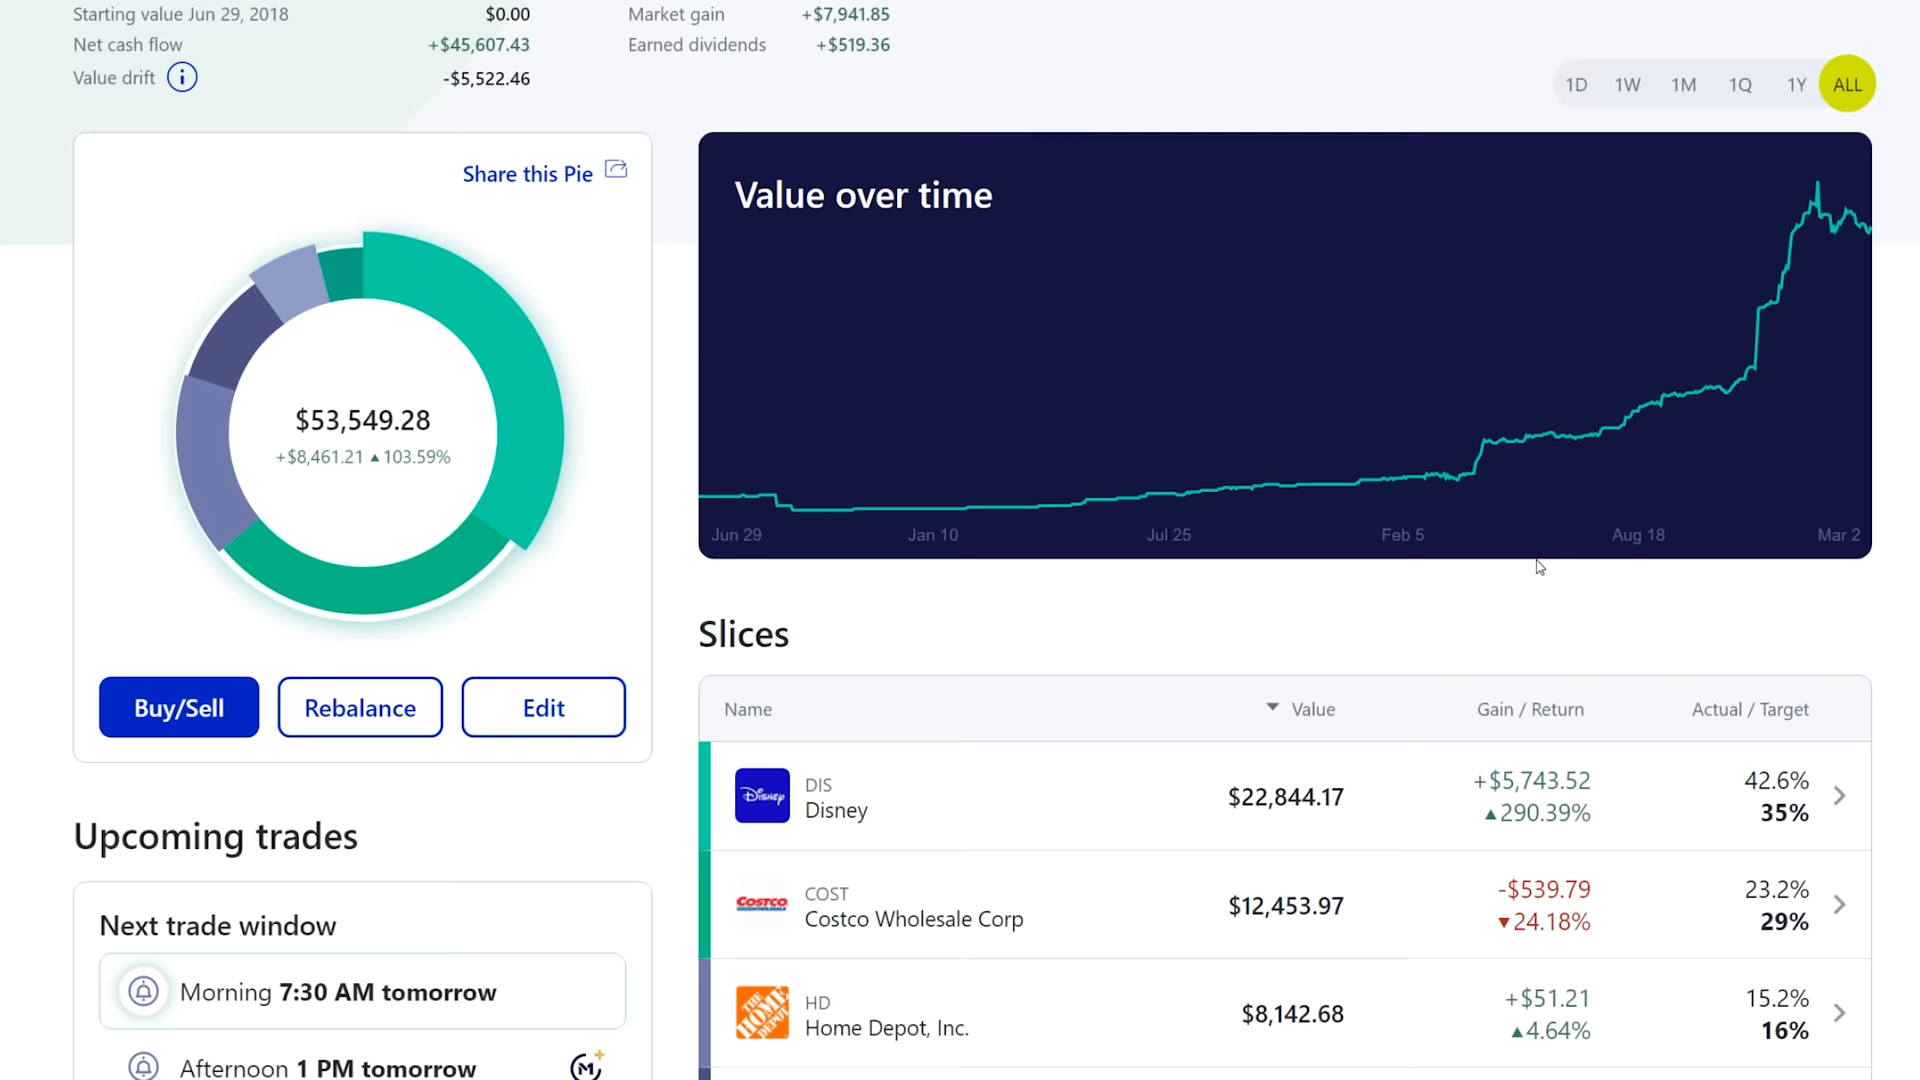 Starting value Jun 29, 2018 $0.00
Net cash flow +$45,607.43
Value drift i -$5,522.46
Market gain +$7,941.85
Earned dividends +$519.36
1D 1W 1M 1Q 1Y ALL
Share this Pie
$53,549.28
+$8,461.21 ▲103.59%
Buy/Sell Rebalance Edit
Value over time
Jun 29 Jan 10 Jul 25 Feb 5 Aug 18 Mar 2
Slices
Name ▼ Value Gain / Return Actual / Target
Disney
DIS
Disney
$22,844.17
+$5,743.52
▲290.39%
42.6%
35%
COSTCO
WHOLESALE
COST
Costco Wholesale Corp
$12,453.97
-$539.79
▼24.18%
23.2%
29%
THE HOME DEPOT
HD
Home Depot, Inc.
$8,142.68
+$51.21
▲4.64%
15.2%
16%
Upcoming trades
Next trade window
Morning 7:30 AM tomorrow
Afternoon 1 PM tomorrow
M+